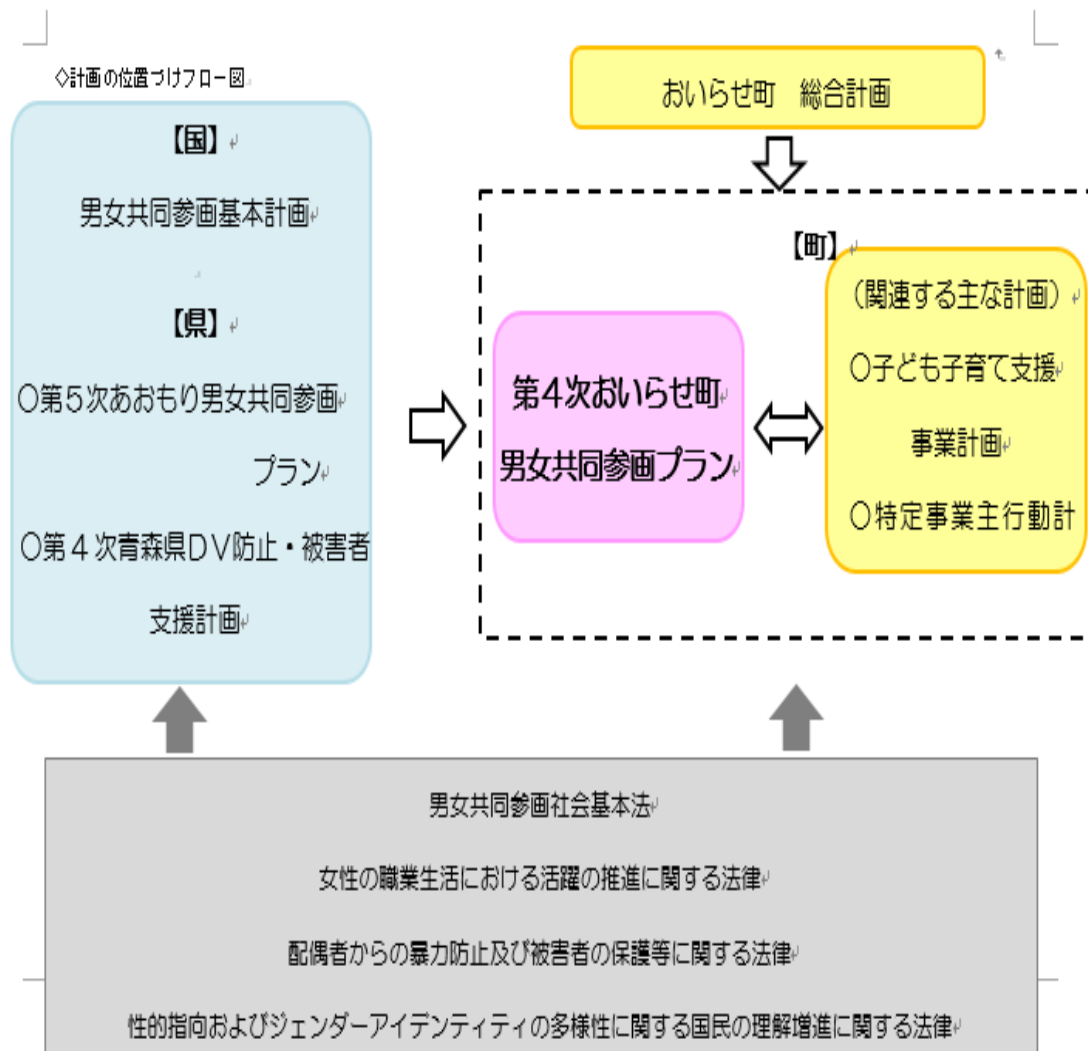 ◇計画の位置づけフロー図
【国】
男女共同参画基本計画
【県】
○第5次あおもり男女共同参画
プラン
○第4次青森県DV防止・被害者
支援計画
おいらせ町 総合計画
【町】
第4次おいらせ町
男女共同参画プラン
(関連する主な計画)
○子ども子育て支援
事業計画
○特定事業主行動計
男女共同参画社会基本法
女性の職業生活における活躍の推進に関する法律
配偶者からの暴力防止及び被害者の保護等に関する法律
性的指向およびジェンダーアイデンティティの多様性に関する国民の理解増進に関する法律